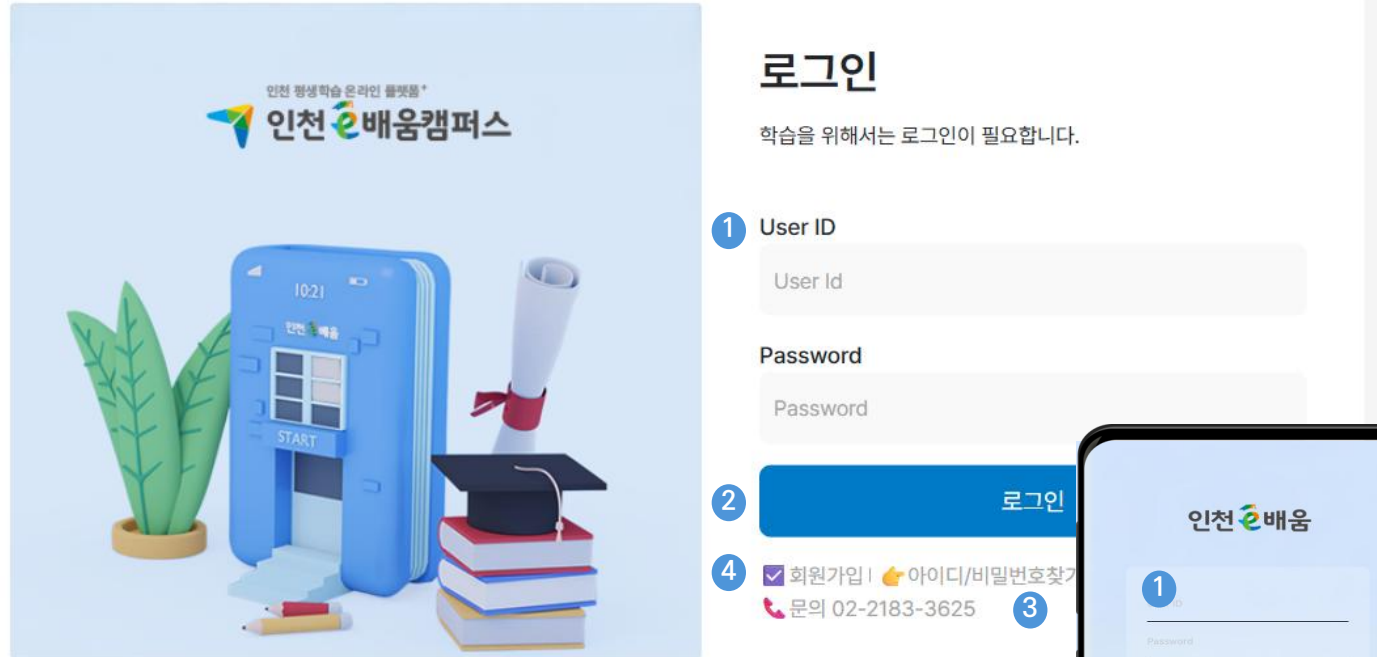 인천 평생학습 온라인 플랫폼+
인천 e배움캠퍼스
10:21
인천 e배움
START
로그인
학습을 위해서는 로그인이 필요합니다.
1 User ID
User Id
Password
Password
2 로그인
4 회원가입 | 아이디/비밀번호찾기
문의 02-2183-3625 3
인천 e배움
1 ID
Password